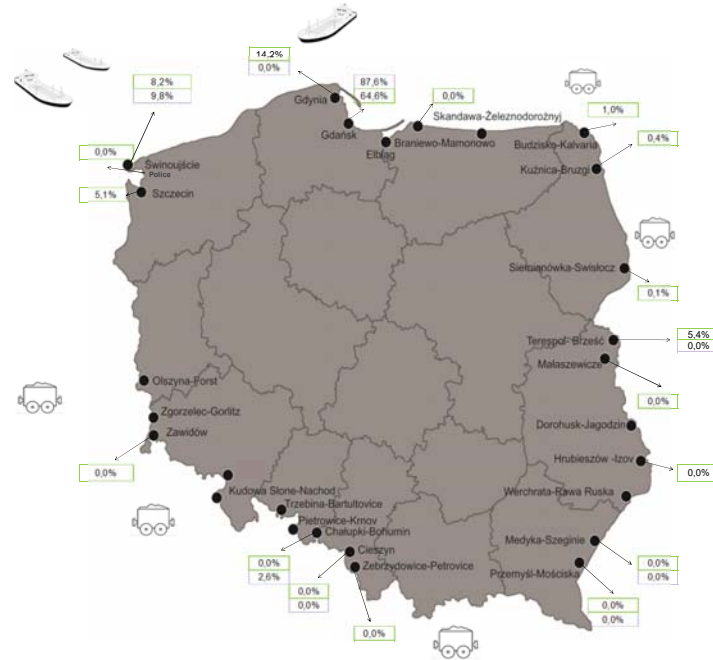 14,2%
0,0%
8,2%
9,8%
87,6%
64,6%
0,0%
1,0%
0,4%
Gdynia
Gdańsk
Elbląg
Braniewo-Mamonowo
Skandawa-Železnodorožnyj
Budzisko-Kalvaria
Kuźnica-Bruzgi
0,0%
Świnoujście
Police
5,1%
Szczecin
Siemianówka-Swisłocz
0,1%
Terespol- Brześć
5,4%
0,0%
Małaszewicze
0,0%
Olszyna-Forst
Zgorzelec-Gorlitz
Zawidów
0,0%
Dorohusk-Jagodzin
Hrubieszów -Izov
0,0%
Werchrata-Rawa Ruska
Kudowa Słone-Nachod
Trzebina-Bartultovice
Pietrowice-Krnov
Chałupki-Bohumin
Cieszyn
Zebrzydowice-Petrovice
0,0%
2,6%
0,0%
0,0%
0,0%
Medyka-Szeginie
0,0%
0,0%
Przemyśl-Mościska
0,0%
0,0%